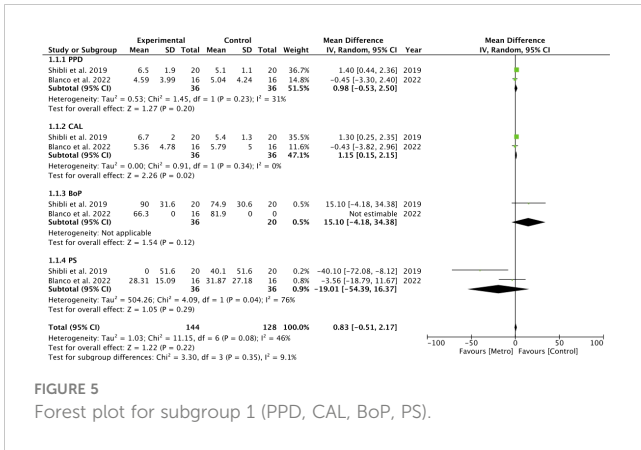 Experimental Control Mean Difference Mean Difference
Study or Subgroup Mean SD Total Mean SD Total Weight IV, Random, 95% CI Year IV, Random, 95% CI
1.1.1 PPD
Shibli et al. 2019 6.5 1.9 20 5.1 1.1 20 36.7% 1.40 [0.44, 2.36] 2019
Blanco et al. 2022 4.59 3.99 16 5.04 4.24 16 14.8% -0.45 [-3.30, 2.40] 2022
Subtotal (95% CI) 36 36 51.5% 0.98 [-0.53, 2.50]
Heterogeneity: Tau² = 0.53; Chi² = 1.45, df = 1 (P = 0.23); I² = 31%
Test for overall effect: Z = 1.27 (P = 0.20)
1.1.2 CAL
Shibli et al. 2019 6.7 2 20 5.4 1.3 20 35.5% 1.30 [0.25, 2.35] 2019
Blanco et al. 2022 5.36 4.78 16 5.79 5 16 11.6% -0.43 [-3.82, 2.96] 2022
Subtotal (95% CI) 36 36 47.1% 1.15 [0.15, 2.15]
Heterogeneity: Tau² = 0.00; Chi² = 0.91, df = 1 (P = 0.34); I² = 0%
Test for overall effect: Z = 2.26 (P = 0.02)
1.1.3 BoP
Shibli et al. 2019 90 31.6 20 74.9 30.6 20 0.5% 15.10 [-4.18, 34.38] 2019
Blanco et al. 2022 66.3 0 16 81.9 0 0 Not estimable 2022
Subtotal (95% CI) 36 20 0.5% 15.10 [-4.18, 34.38]
Heterogeneity: Not applicable
Test for overall effect: Z = 1.54 (P = 0.12)
1.1.4 PS
Shibli et al. 2019 0 51.6 20 40.1 51.6 20 0.2% -40.10 [-72.08, -8.12] 2019
Blanco et al. 2022 28.31 15.09 16 31.87 27.18 16 0.8% -3.56 [-18.79, 11.67] 2022
Subtotal (95% CI) 36 36 0.9% -19.01 [-54.39, 16.37]
Heterogeneity: Tau² = 504.26; Chi² = 4.09, df = 1 (P = 0.04); I² = 76%
Test for overall effect: Z = 1.05 (P = 0.29)
Total (95% CI) 144 128 100.0% 0.83 [-0.51, 2.17]
Heterogeneity: Tau² = 1.03; Chi² = 11.15, df = 6 (P = 0.08); I² = 46%
Test for overall effect: Z = 1.22 (P = 0.22)
Test for subgroup differences: Chi² = 3.30, df = 3 (P = 0.35), I² = 9.1%
-100 -50 0 50 100
Favours [Metro] Favours [Control]
FIGURE 5
Forest plot for subgroup 1 (PPD, CAL, BoP, PS).